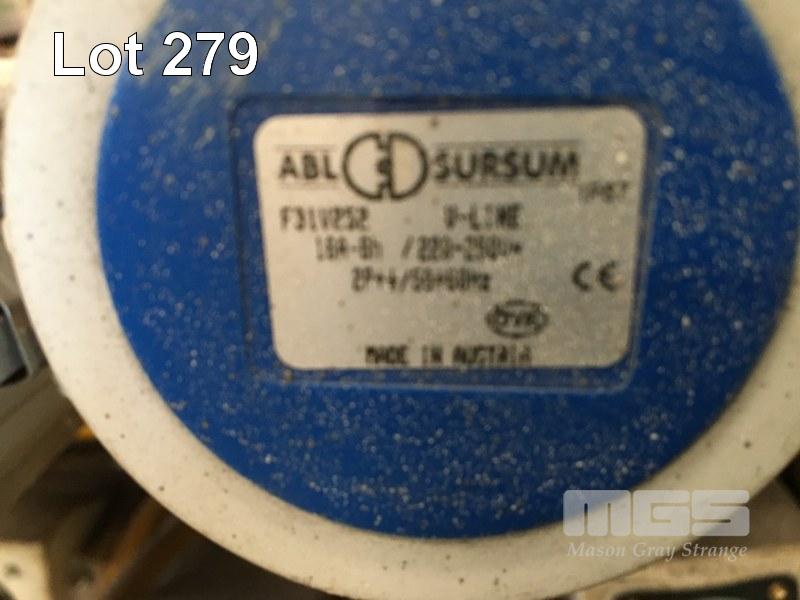 Lot 279
ABL SURSUM
IP67
F31V252 V-LINE
16A-6h /220-250V~
2P+⏚/50+60Hz
CE
ÖVE
MADE IN AUSTRIA
MGS
Mason Gray Strange